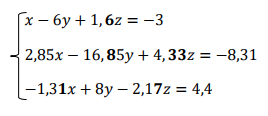 x − 6y + 1,6z = −3
2,85x − 16,85y + 4,33z = −8,31
−1,31x + 8y − 2,17z = 4,4